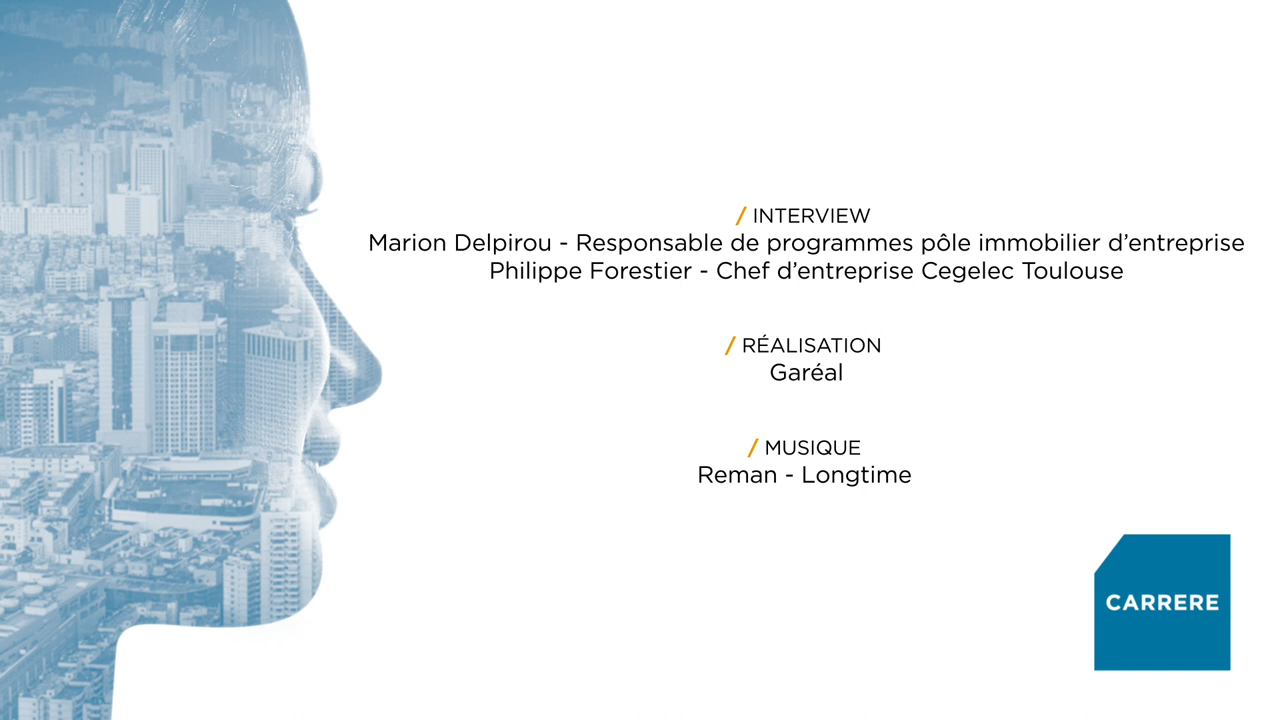 / INTERVIEW
Marion Delpirou - Responsable de programmes pôle immobilier d’entreprise
Philippe Forestier - Chef d’entreprise Cegelec Toulouse
/ RÉALISATION
Garéal
/ MUSIQUE
Reman - Longtime
CARRERE